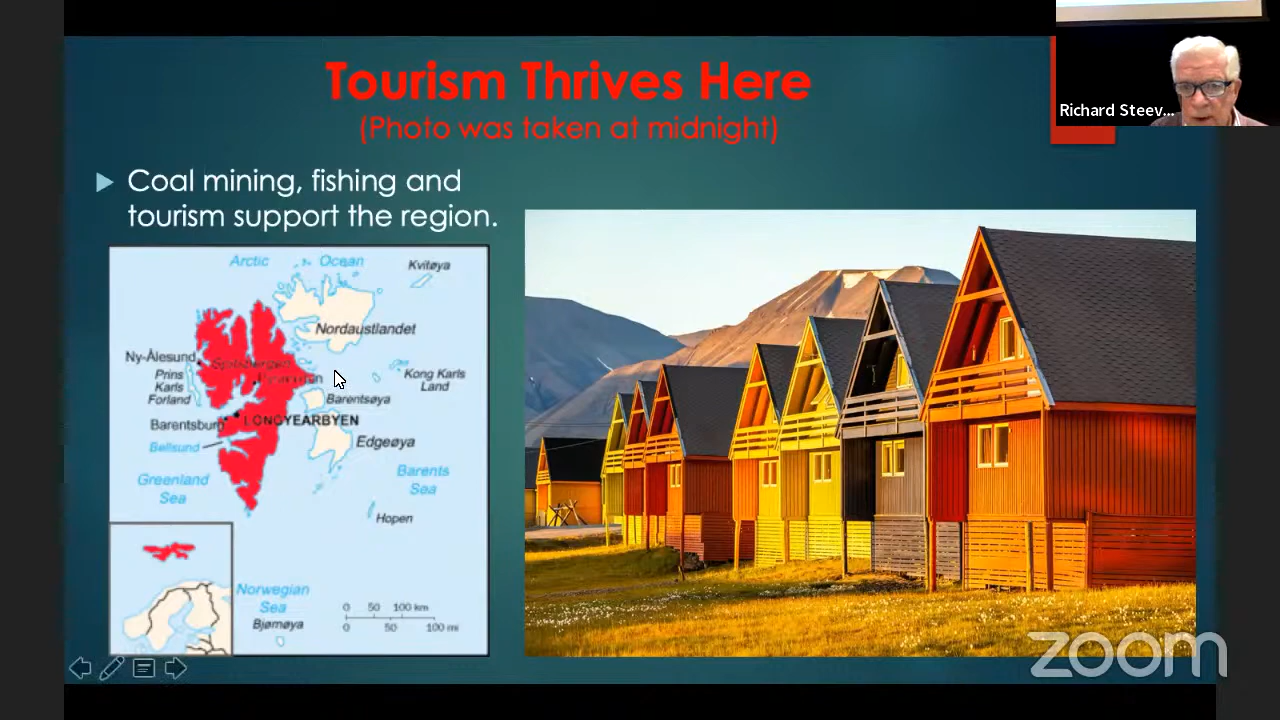 Tourism Thrives Here
(Photo was taken at midnight)
Richard Steev...
Coal mining, fishing and
tourism support the region.
Arctic Ocean
Kvitøya
Nordaustlandet
Ny-Ålesund
Spitsbergen
Prins
Karls
Forland
Kong Karls
Land
Barentsøya
Barentsburg
LONGYEARBYEN
Bellsund
Edgeøya
Greenland
Sea
Barents
Sea
Hopen
Norwegian
Sea
Bjørnøya
0 50 100 km
0 50 100 mi
zoom